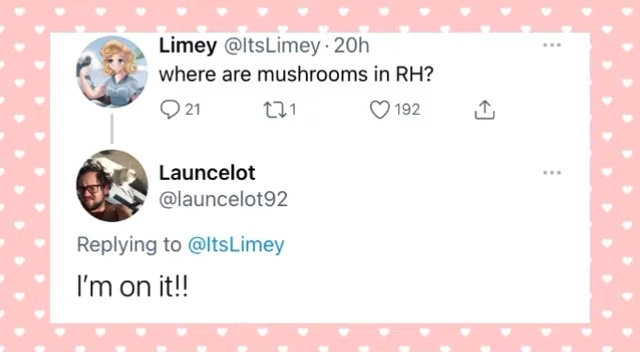 Limey @ItsLimey · 20h
where are mushrooms in RH?
21 1 192
Launcelot
@launcelot92
Replying to @ItsLimey
I'm on it!!